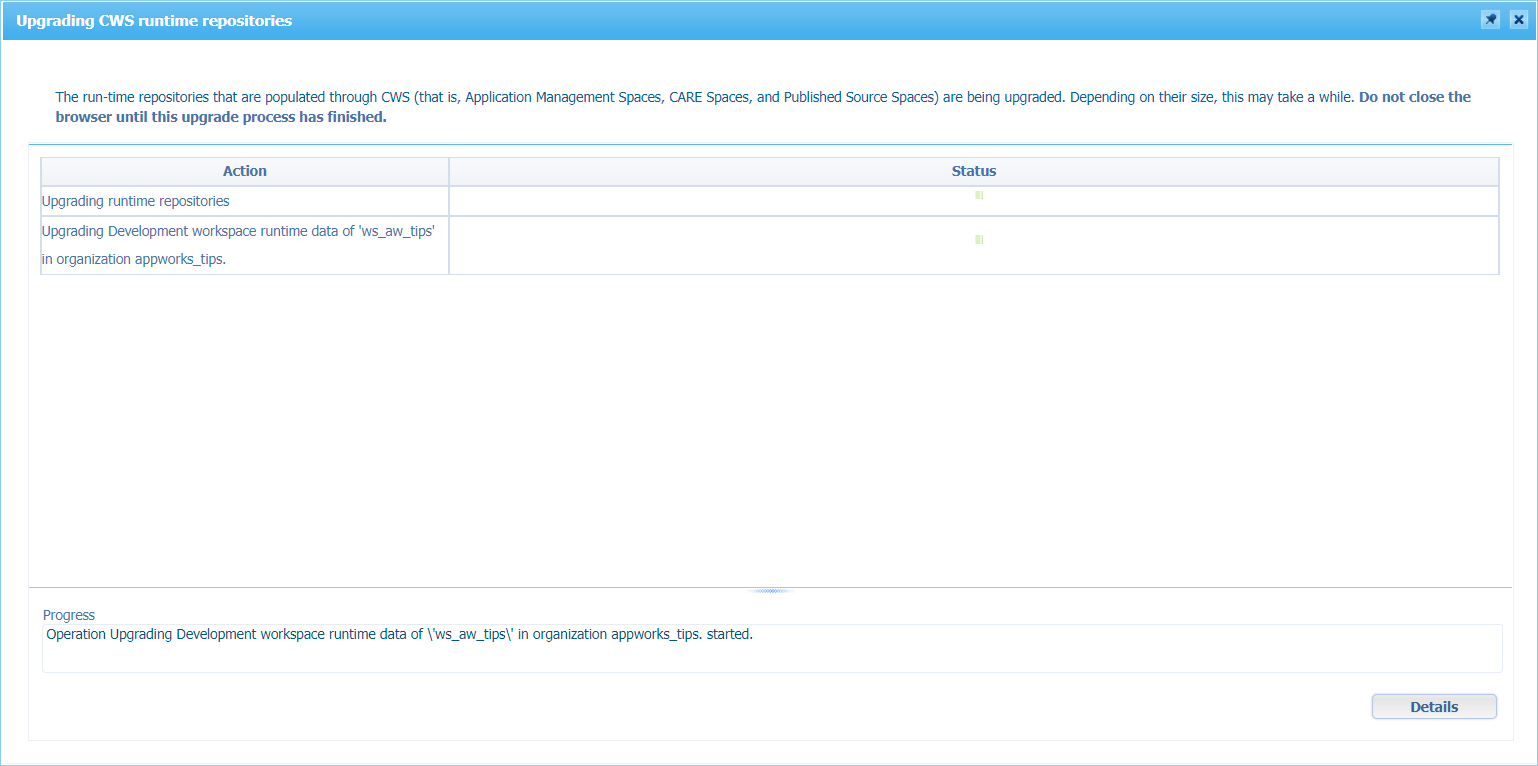 Upgrading CWS runtime repositories
The run-time repositories that are populated through CWS (that is, Application Management Spaces, CARE Spaces, and Published Source Spaces) are being upgraded. Depending on their size, this may take a while. Do not close the
browser until this upgrade process has finished.
Action Status
Upgrading runtime repositories
Upgrading Development workspace runtime data of 'ws_aw_tips'
in organization appworks_tips.
Progress
Operation Upgrading Development workspace runtime data of \'ws_aw_tips\' in organization appworks_tips. started.
Details